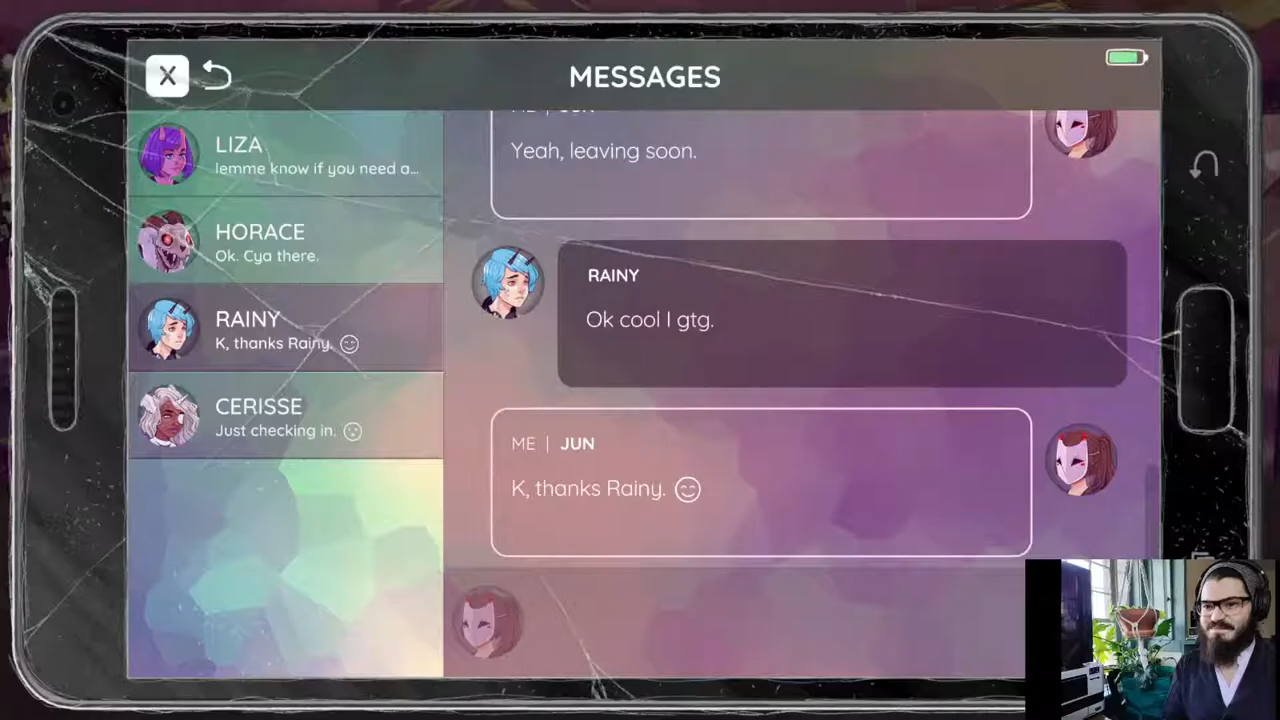 X
MESSAGES
LIZA
lemme know if you need a...
HORACE
Ok. Cya there.
RAINY
K, thanks Rainy.
CERISSE
Just checking in.
Yeah, leaving soon.
RAINY
Ok cool I gtg.
ME | JUN
K, thanks Rainy.